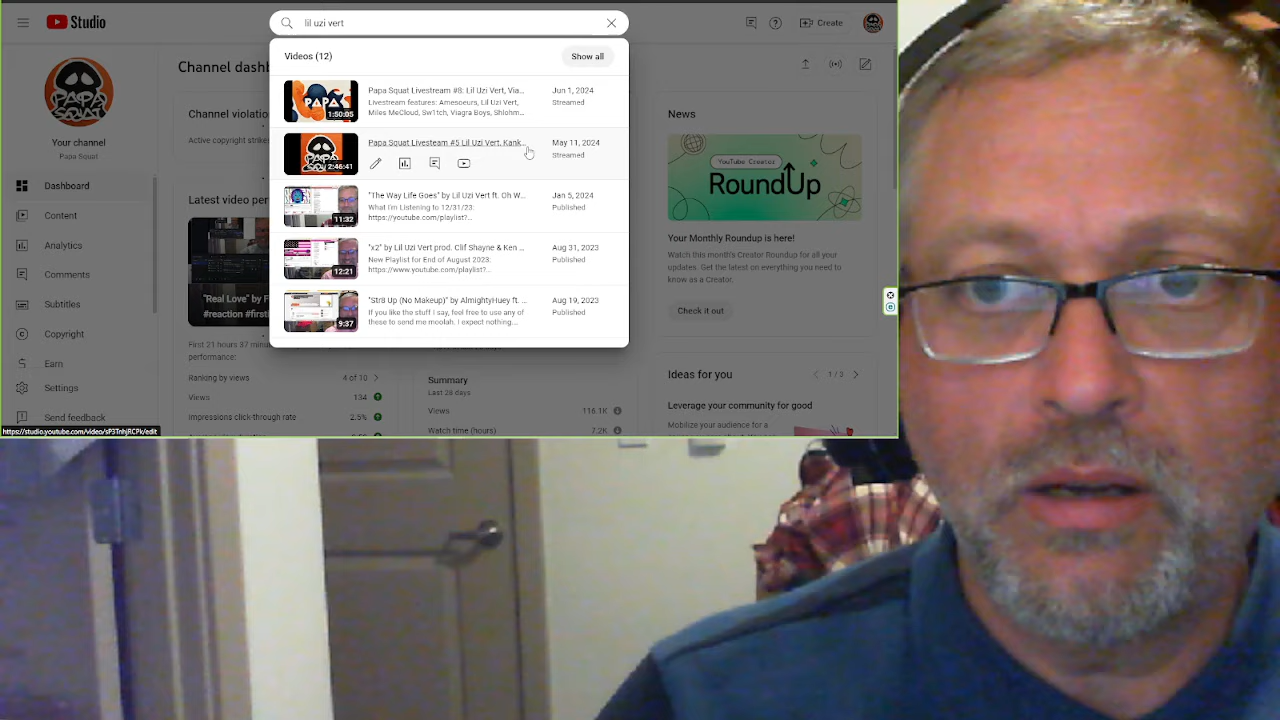 Studio
lil uzi vert
Create
Videos (12)
Show all
Papa Squat Livestream #8: Lil Uzi Vert, Via...
Jun 1, 2024
Livestream features: Amesoeurs, Lil Uzi Vert,
Streamed
Miles McCloud, Sw1tch, Viagra Boys, Shlohm...
PAPA
1:50:05
Papa Squat Livesteam #5 Lil Uzi Vert, Kank...
May 11, 2024
Streamed
2:46:41
"The Way Life Goes" by Lil Uzi Vert ft. Oh W...
Jan 5, 2024
What I'm Listening to 12/31/23:
Published
https://youtube.com/playlist?...
11:32
"x2" by Lil Uzi Vert prod. Clif Shayne & Ken ...
Aug 31, 2023
New Playlist for End of August 2023:
Published
https://www.youtube.com/playlist?...
12:21
"Str8 Up (No Makeup)" by AlmightyHuey ft. ...
Aug 19, 2023
If you like the stuff I say, feel free to use any of
Published
these to send me moolah. I expect nothing....
9:37
PAPA
SQUAT
Your channel
Papa Squat
Dashboard
Content
Analytics
Comments
Subtitles
Copyright
Earn
Settings
Send feedback
https://studio.youtube.com/video/sP3TnhjRCPk/edit
Channel dashb
Channel violatio
Active copyright strikes
Latest video per
"Real Love" by F
#reaction #first
First 21 hours 37 minu
performance:
Ranking by views
4 of 10
Views
134
Impressions click-through rate
2.5%
Summary
Last 28 days
Views
116.1K
Watch time (hours)
7.2K
News
YouTube Creator
RoundUp
Your Monthly Roundup is here!
Watch this month's Creator Roundup for all your
updates. Get the latest on everything you need to
know as a Creator.
Check it out
Ideas for you
1 / 3
Leverage your community for good
Mobilize your audience for a